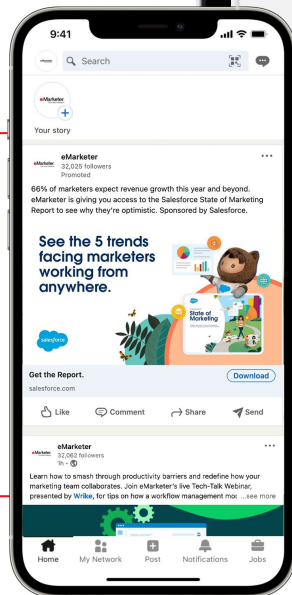 9:41
eMarketer
Search
eMarketer
Your story
eMarketer
eMarketer
32,025 followers
Promoted
66% of marketers expect revenue growth this year and beyond.
eMarketer is giving you access to the Salesforce State of Marketing
Report to see why they're optimistic. Sponsored by Salesforce.
See the 5 trends
facing marketers
working from
anywhere.
State of
Marketing
salesforce
Get the Report.
Download
salesforce.com
Like
Comment
Share
Send
eMarketer
eMarketer
32,062 followers
1h •
Learn how to smash through productivity barriers and redefine how your
marketing team collaborates. Join eMarketer's live Tech-Talk Webinar,
presented by Wrike, for tips on how a workflow management moc ...see more
Home
My Network
Post
Notifications
Jobs